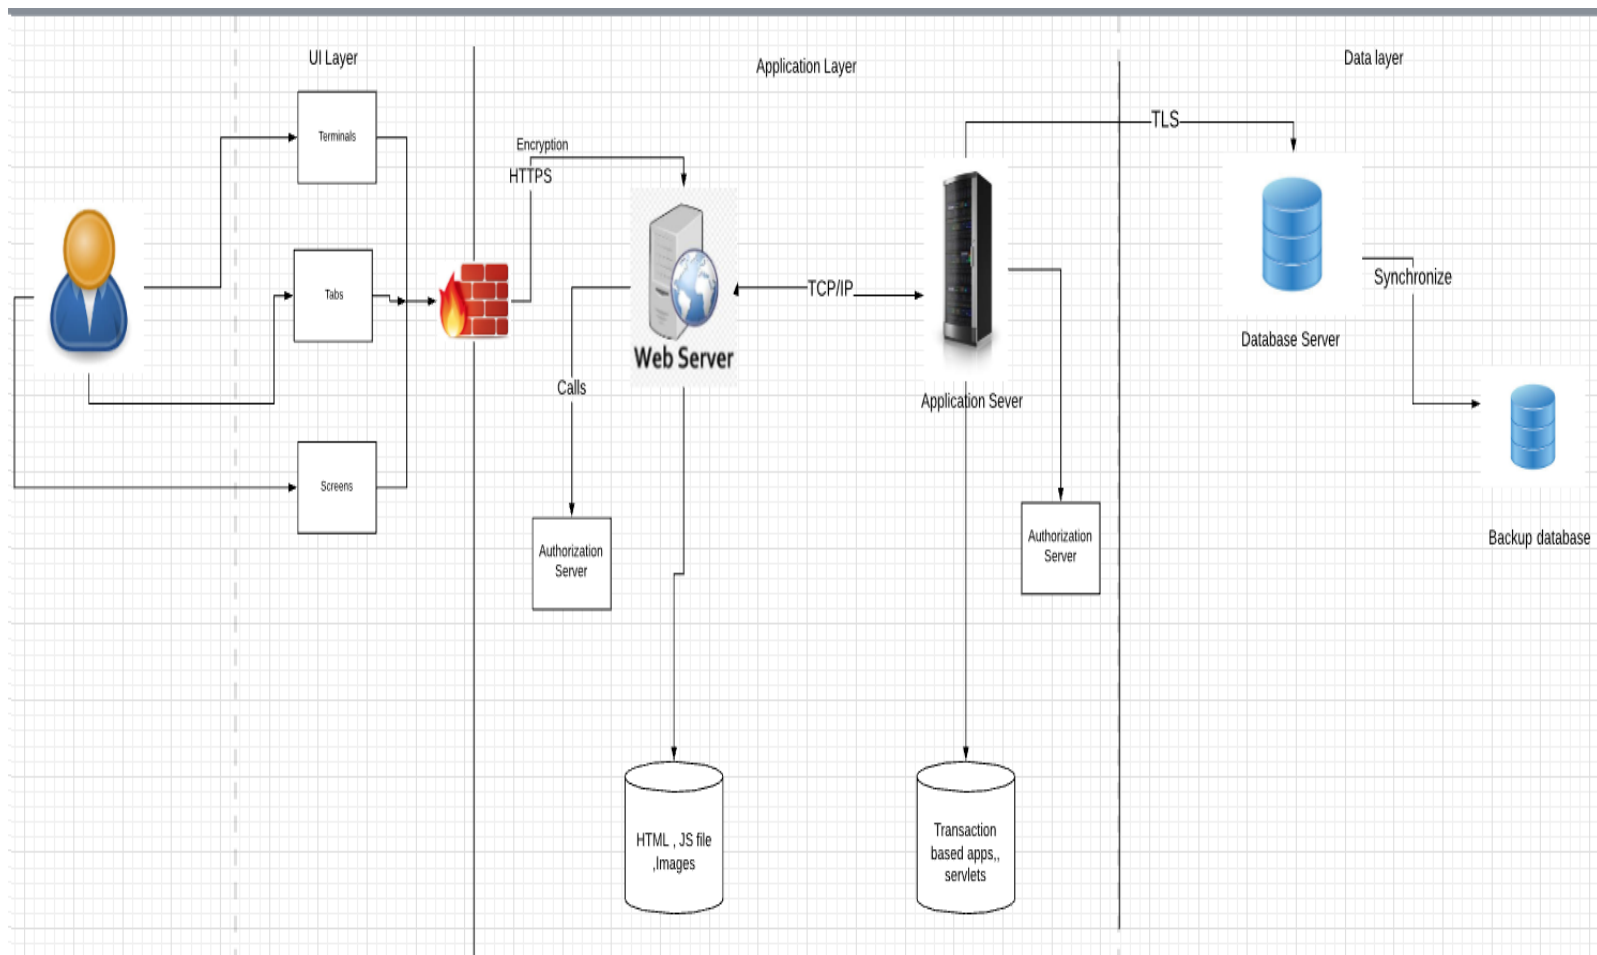 UI Layer
Application Layer
Data layer
Terminals
Tabs
Screens
Encryption
HTTPS
Web Server
Calls
Authorization
Server
HTML , JS file
,Images
TCP/IP
Application Sever
Authorization
Server
Transaction
based apps,,
servlets
TLS
Database Server
Synchronize
Backup database